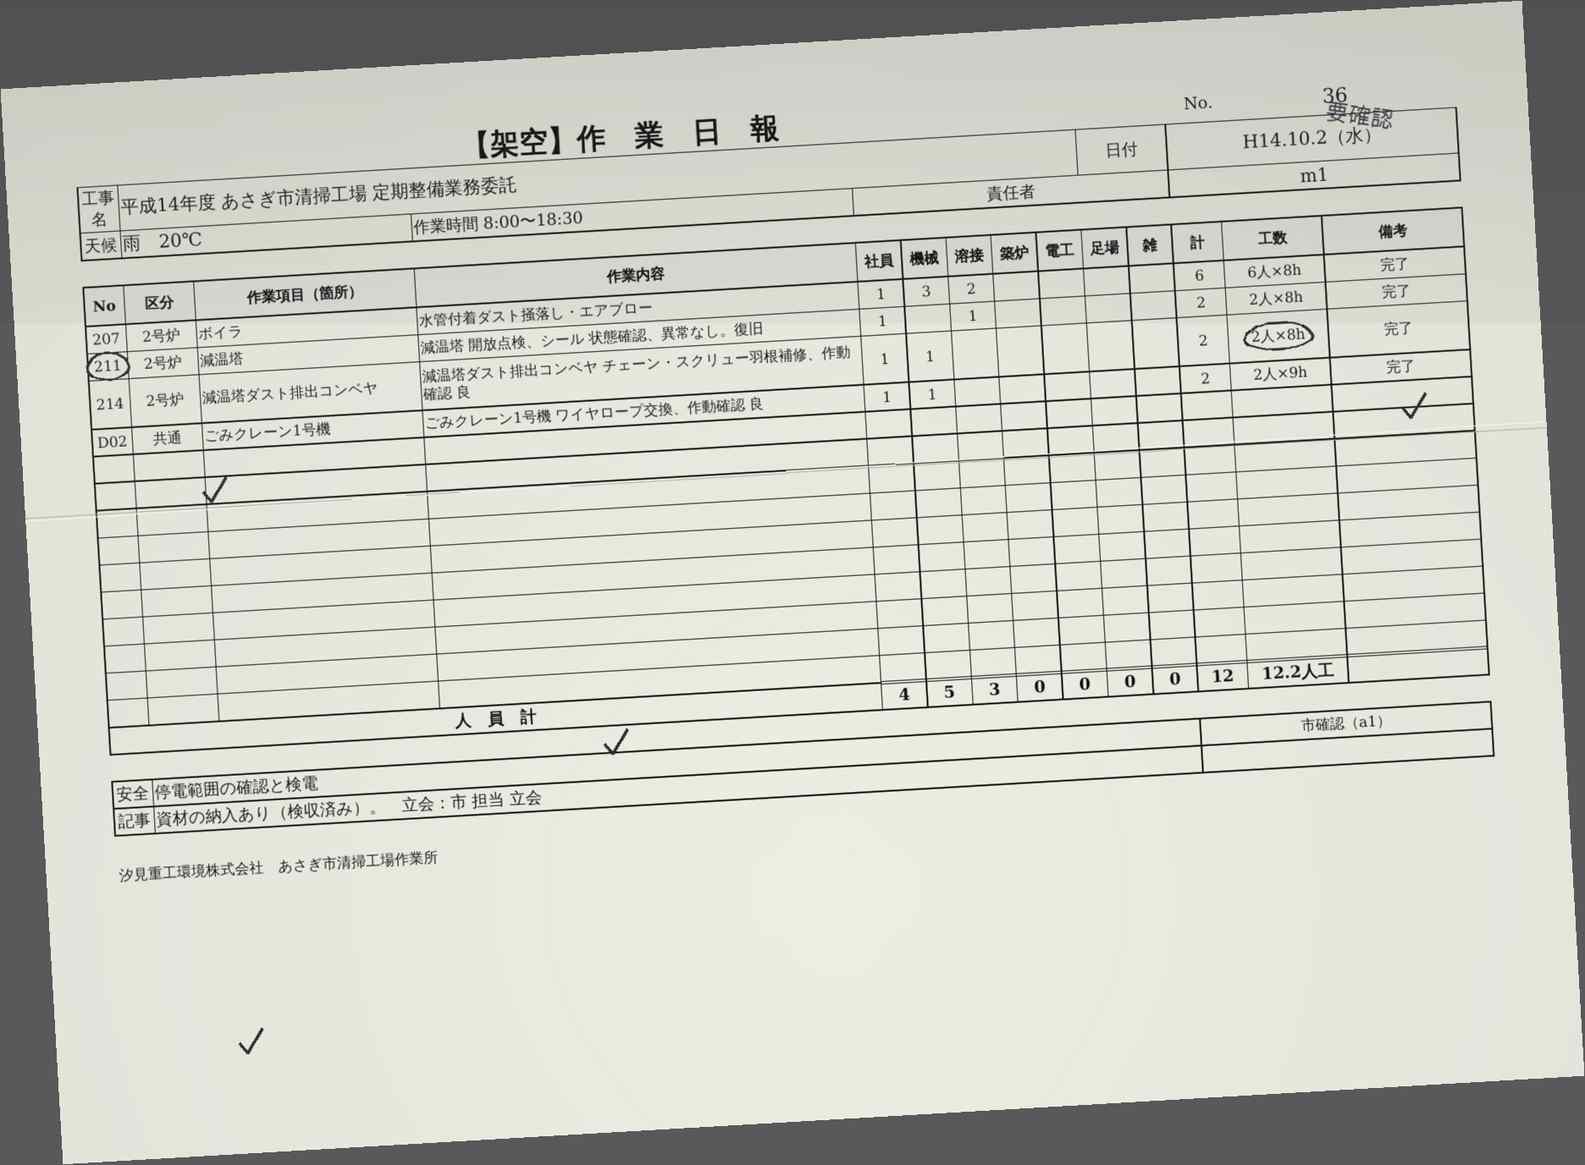 No. 36
要確認
【架空】作 業 日 報
工事名 平成14年度 あさぎ市清掃工場 定期整備業務委託 日付 H14.10.2（水）
天候 雨 20℃ 作業時間 8:00〜18:30 責任者 m1
No 区分 作業項目（箇所） 作業内容 社員 機械 溶接 築炉 電工 足場 雑 計 工数 備考
207 2号炉 ボイラ 水管付着ダスト掻落し・エアブロー 1 3 2 6 6人×8h 完了
211 2号炉 減温塔 減温塔 開放点検、シール 状態確認、異常なし。復旧 1 1 2 2人×8h 完了
214 2号炉 減温塔ダスト排出コンベヤ 減温塔ダスト排出コンベヤ チェーン・スクリュー羽根補修、作動確認 良 1 1 2 2人×8h 完了
D02 共通 ごみクレーン1号機 ごみクレーン1号機 ワイヤロープ交換、作動確認 良 1 1 2 2人×9h 完了
人 員 計 4 5 3 0 0 0 0 12 12.2人工
安全 停電範囲の確認と検電 市確認（a1）
記事 資材の納入あり（検収済み）。 立会：市 担当 立会
汐見重工環境株式会社 あさぎ市清掃工場作業所